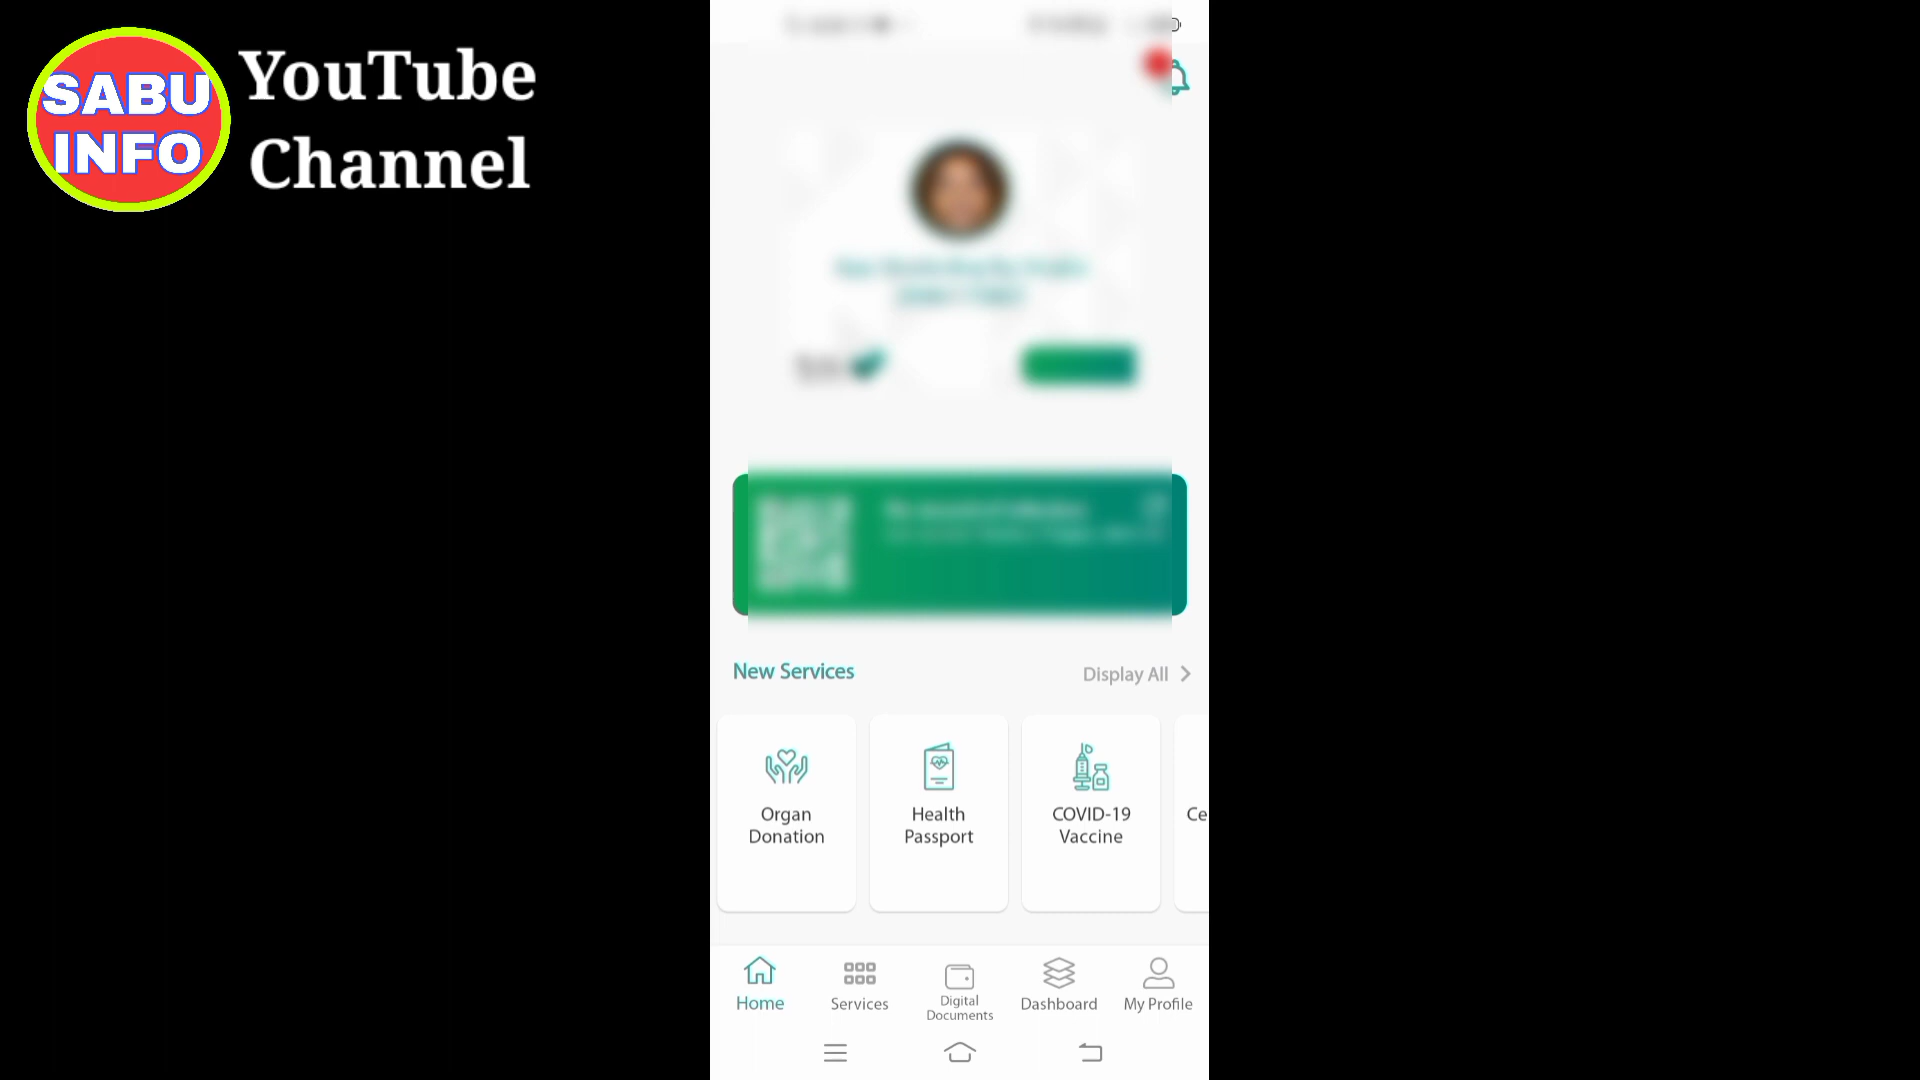 SABU
INFO
YouTube
Channel
New Services
Display All
Organ
Donation
Health
Passport
COVID-19
Vaccine
Ce
Home
Services
Digital
Documents
Dashboard
My Profile